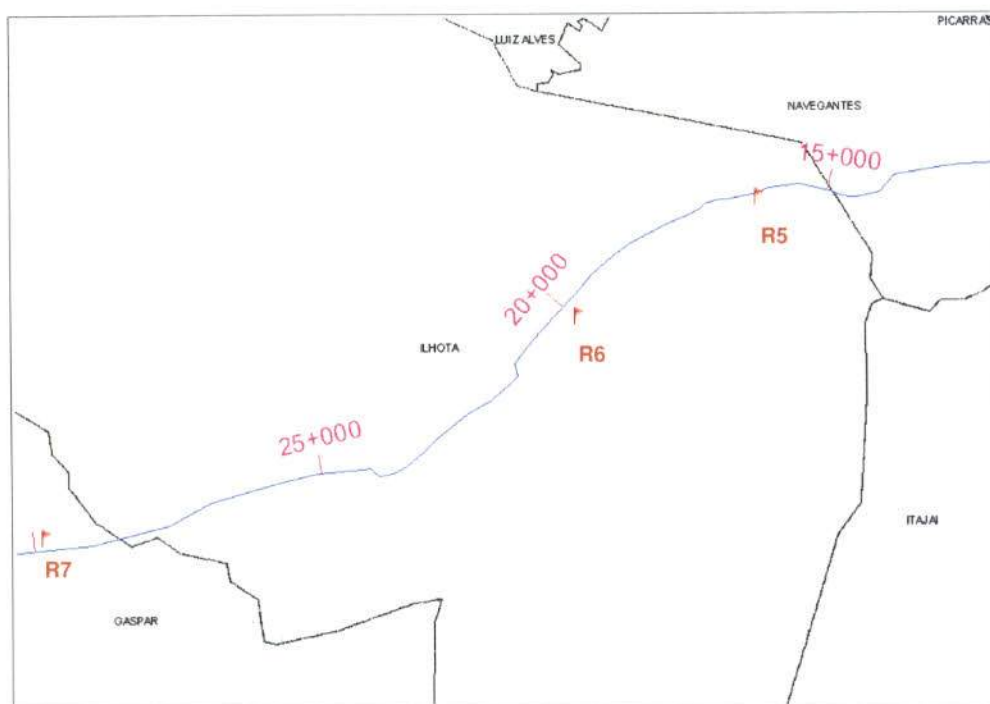 PICARRAS
LUIZ ALVES
NAVEGANTES
15+000
R5
20+000
R6
ILHOTA
25+000
ITAJAI
R7
GASPAR